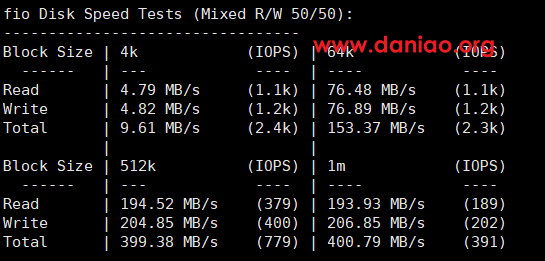 fio Disk Speed Tests (Mixed R/W 50/50):
---------------------------------
www.daniao.org
Block Size | 4k            (IOPS) | 64k           (IOPS)
  ------   | ---            ----  | ----           ----
Read       | 4.79 MB/s     (1.1k) | 76.48 MB/s    (1.1k)
Write      | 4.82 MB/s     (1.2k) | 76.89 MB/s    (1.2k)
Total      | 9.61 MB/s     (2.4k) | 153.37 MB/s   (2.3k)
           |                      |
Block Size | 512k          (IOPS) | 1m            (IOPS)
  ------   | ---            ----  | ----           ----
Read       | 194.52 MB/s    (379) | 193.93 MB/s    (189)
Write      | 204.85 MB/s    (400) | 206.85 MB/s    (202)
Total      | 399.38 MB/s    (779) | 400.79 MB/s    (391)